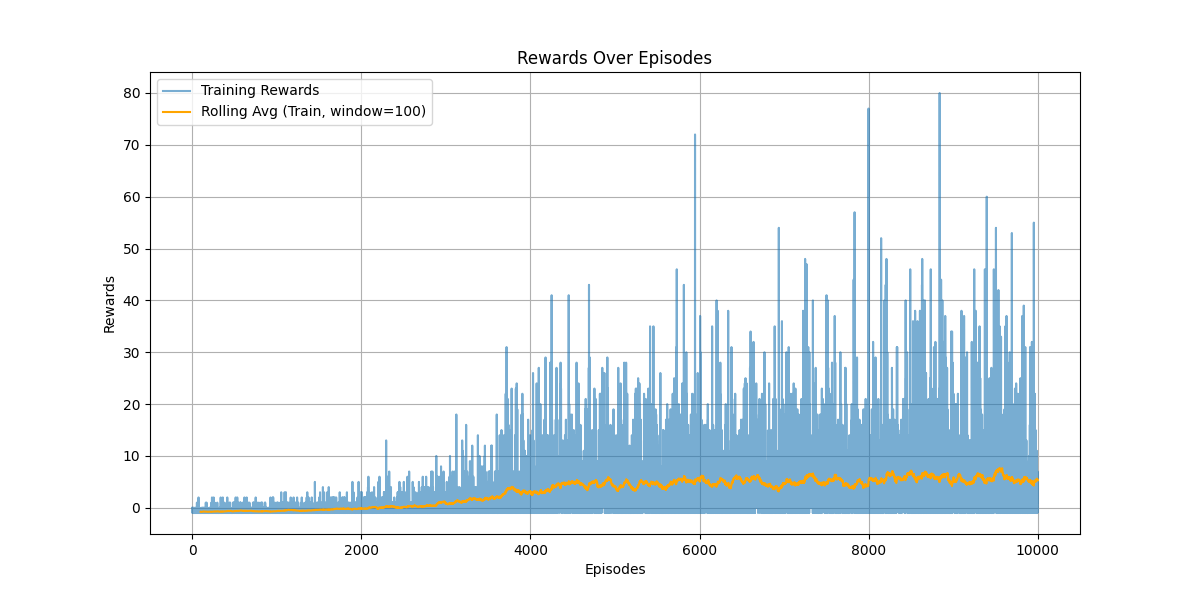 Rewards Over Episodes
Training Rewards
Rolling Avg (Train, window=100)
Rewards
80
70
60
50
40
30
20
10
0
0 2000 4000 6000 8000 10000
Episodes